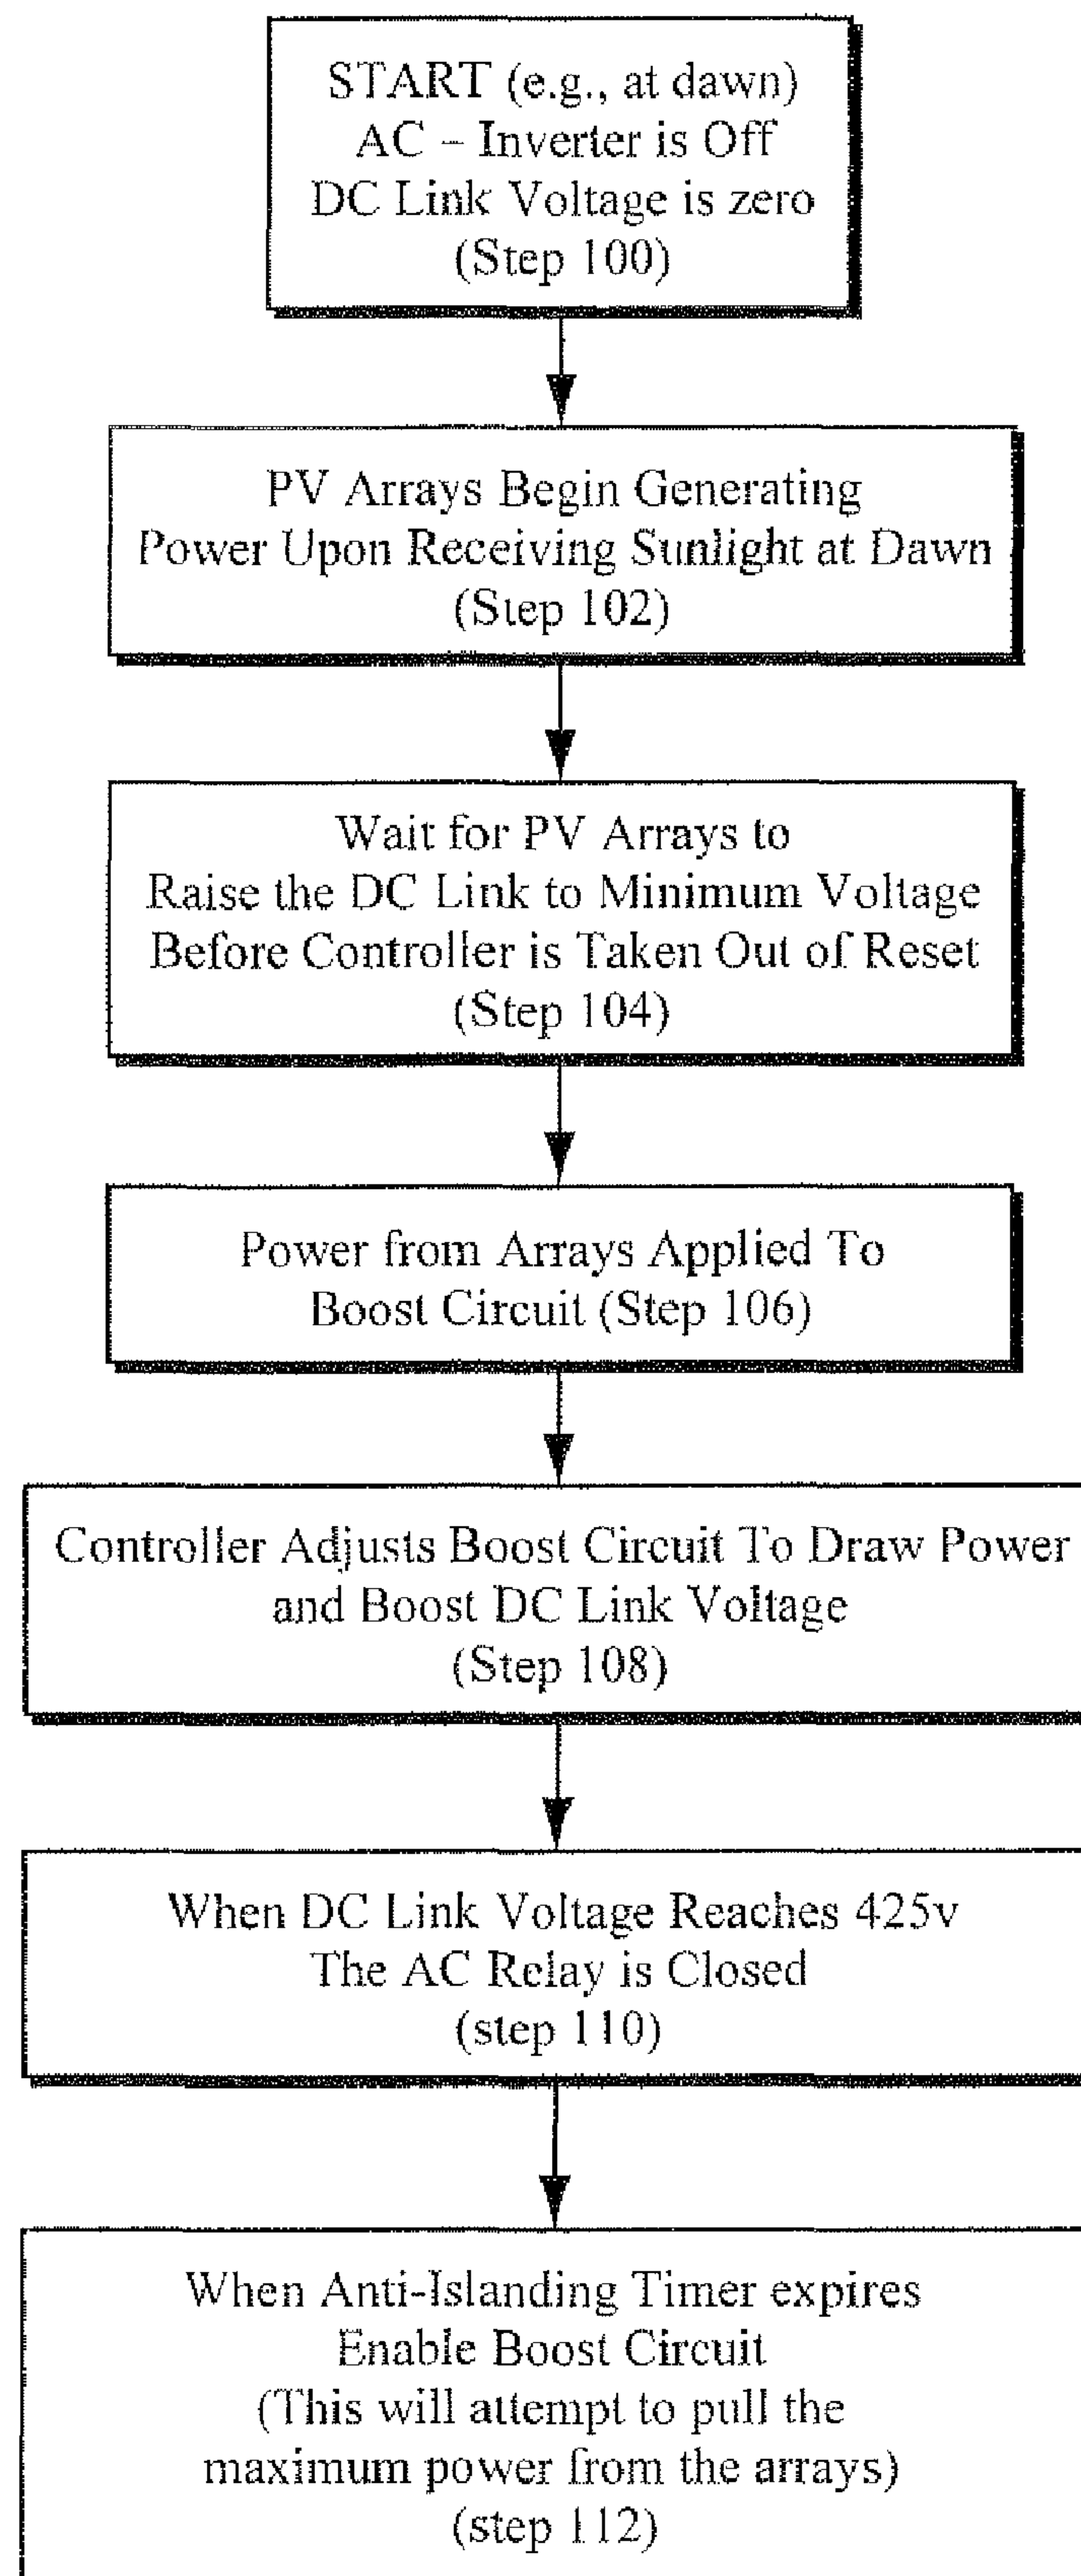 START (e.g., at dawn)
AC – Inverter is Off
DC Link Voltage is zero
(Step 100)
PV Arrays Begin Generating
Power Upon Receiving Sunlight at Dawn
(Step 102)
Wait for PV Arrays to
Raise the DC Link to Minimum Voltage
Before Controller is Taken Out of Reset
(Step 104)
Power from Arrays Applied To
Boost Circuit (Step 106)
Controller Adjusts Boost Circuit To Draw Power
and Boost DC Link Voltage
(Step 108)
When DC Link Voltage Reaches 425v
The AC Relay is Closed
(step 110)
When Anti-Islanding Timer expires
Enable Boost Circuit
(This will attempt to pull the
maximum power from the arrays)
(step 112)